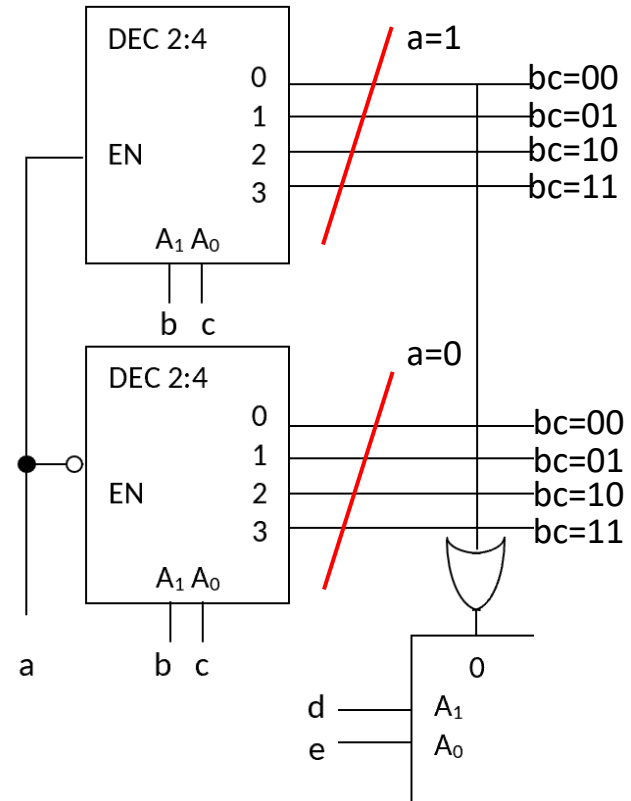 DEC 2:4
a=1
0
bc=00
1
bc=01
EN
2
bc=10
3
bc=11
A₁ A₀
b c
DEC 2:4
a=0
0
bc=00
1
bc=01
EN
2
bc=10
3
bc=11
A₁ A₀
a
b c
0
d
A₁
e
A₀